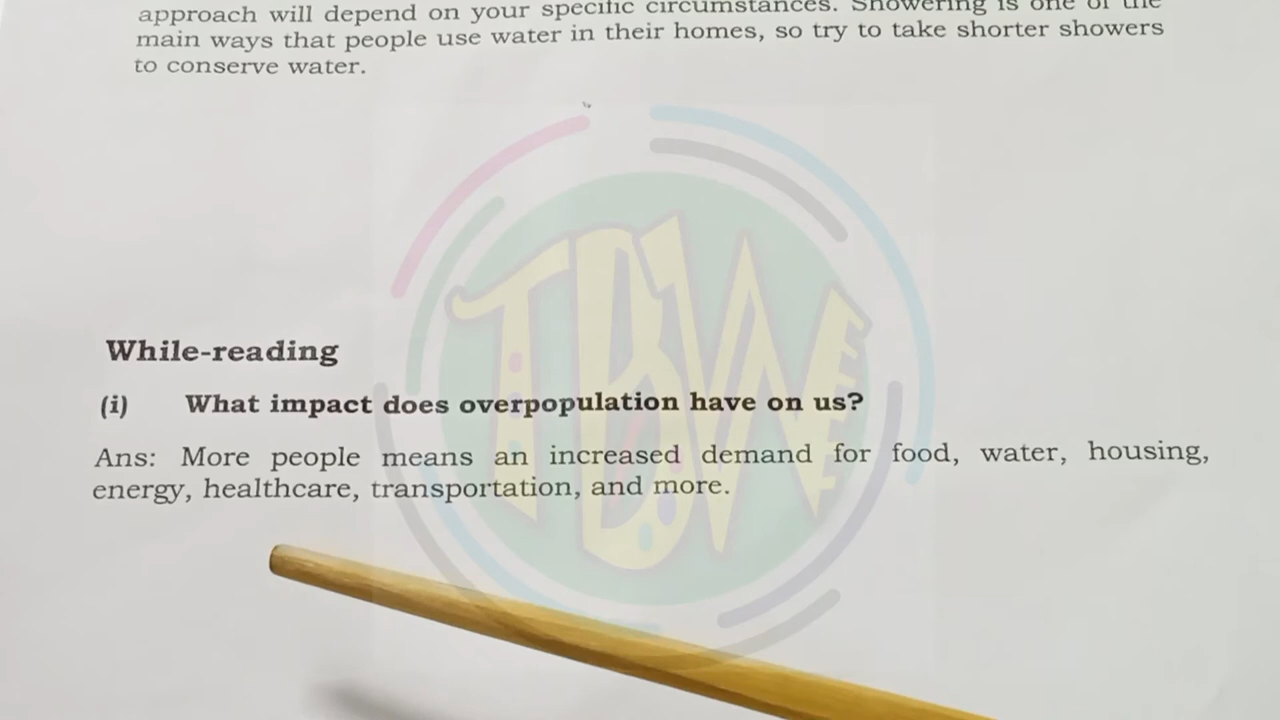 approach will depend on your specific circumstances. Showering is one of the
main ways that people use water in their homes, so try to take shorter showers
to conserve water.
While-reading
(i) What impact does overpopulation have on us?
Ans: More people means an increased demand for food, water, housing,
energy, healthcare, transportation, and more.
TBW